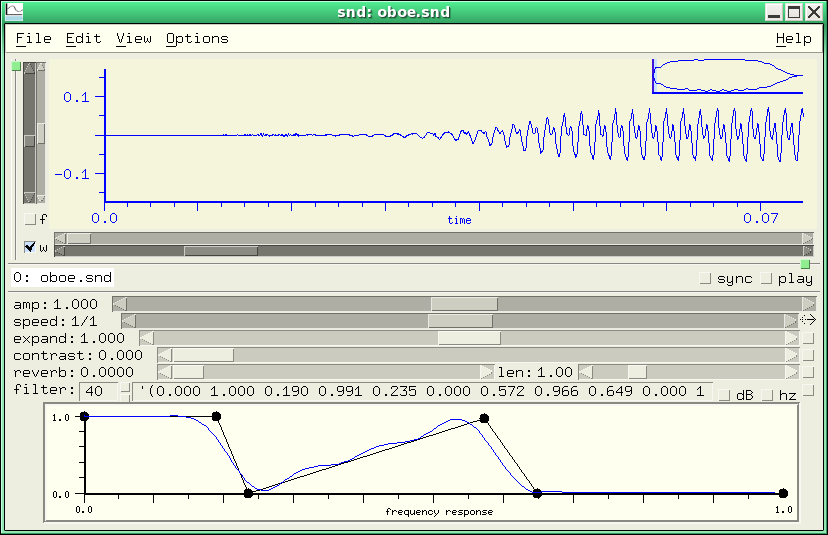 snd: oboe.snd
File Edit View Options Help
0.1
-0.1
f
0.0 time 0.07
w
0: oboe.snd sync play
amp: 1.000
speed: 1/1
expand: 1.000
contrast: 0.000
reverb: 0.0000 len: 1.00
filter: 40 '(0.000 1.000 0.190 0.991 0.235 0.000 0.572 0.966 0.649 0.000 1 dB hz
1.0
0.0
0.0 1.0
frequency response